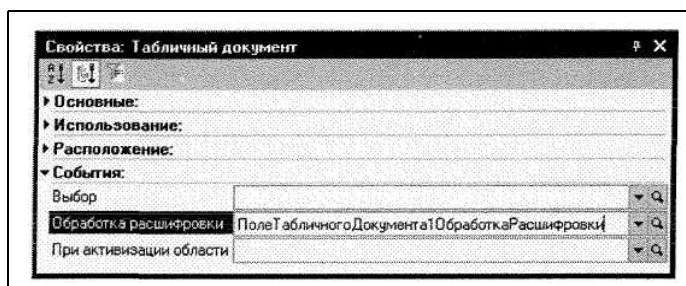 Свойства: Табличный документ
Основные:
Использование:
Расположение:
События:
Выбор
Обработка расшифровки ПолеТабличногоДокумента1ОбработкаРасшифровки
При активизации области